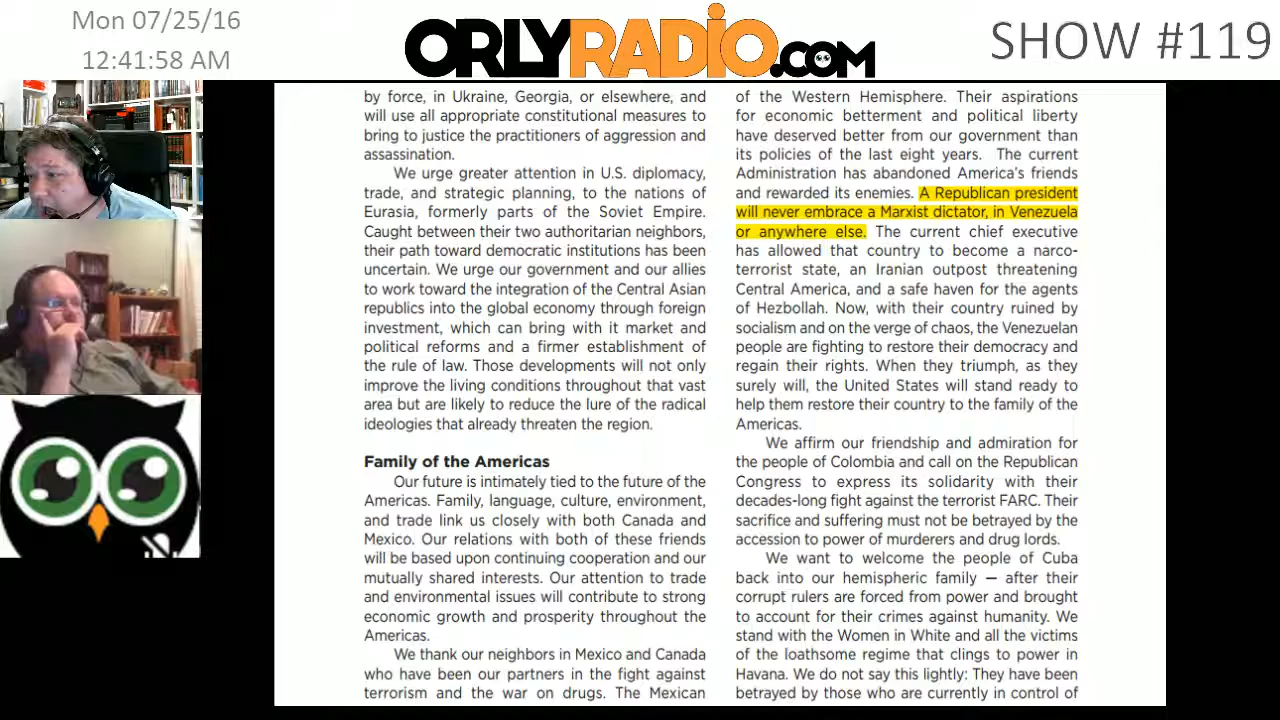 Mon 07/25/16
12:41:58 AM
ORLYRADIO.COM
SHOW #119
by force, in Ukraine, Georgia, or elsewhere, and
will use all appropriate constitutional measures to
bring to justice the practitioners of aggression and
assassination.
We urge greater attention in U.S. diplomacy,
trade, and strategic planning, to the nations of
Eurasia, formerly parts of the Soviet Empire.
Caught between their two authoritarian neighbors,
their path toward democratic institutions has been
uncertain. We urge our government and our allies
to work toward the integration of the Central Asian
republics into the global economy through foreign
investment, which can bring with it market and
political reforms and a firmer establishment of
the rule of law. Those developments will not only
improve the living conditions throughout that vast
area but are likely to reduce the lure of the radical
ideologies that already threaten the region.
Family of the Americas
Our future is intimately tied to the future of the
Americas. Family, language, culture, environment,
and trade link us closely with both Canada and
Mexico. Our relations with both of these friends
will be based upon continuing cooperation and our
mutually shared interests. Our attention to trade
and environmental issues will contribute to strong
economic growth and prosperity throughout the
Americas.
We thank our neighbors in Mexico and Canada
who have been our partners in the fight against
terrorism and the war on drugs. The Mexican
of the Western Hemisphere. Their aspirations
for economic betterment and political liberty
have deserved better from our government than
its policies of the last eight years. The current
Administration has abandoned America's friends
and rewarded its enemies. A Republican president
will never embrace a Marxist dictator, in Venezuela
or anywhere else. The current chief executive
has allowed that country to become a narco-
terrorist state, an Iranian outpost threatening
Central America, and a safe haven for the agents
of Hezbollah. Now, with their country ruined by
socialism and on the verge of chaos, the Venezuelan
people are fighting to restore their democracy and
regain their rights. When they triumph, as they
surely will, the United States will stand ready to
help them restore their country to the family of the
Americas.
We affirm our friendship and admiration for
the people of Colombia and call on the Republican
Congress to express its solidarity with their
decades-long fight against the terrorist FARC. Their
sacrifice and suffering must not be betrayed by the
accession to power of murderers and drug lords.
We want to welcome the people of Cuba
back into our hemispheric family — after their
corrupt rulers are forced from power and brought
to account for their crimes against humanity. We
stand with the Women in White and all the victims
of the loathsome regime that clings to power in
Havana. We do not say this lightly: They have been
betrayed by those who are currently in control of